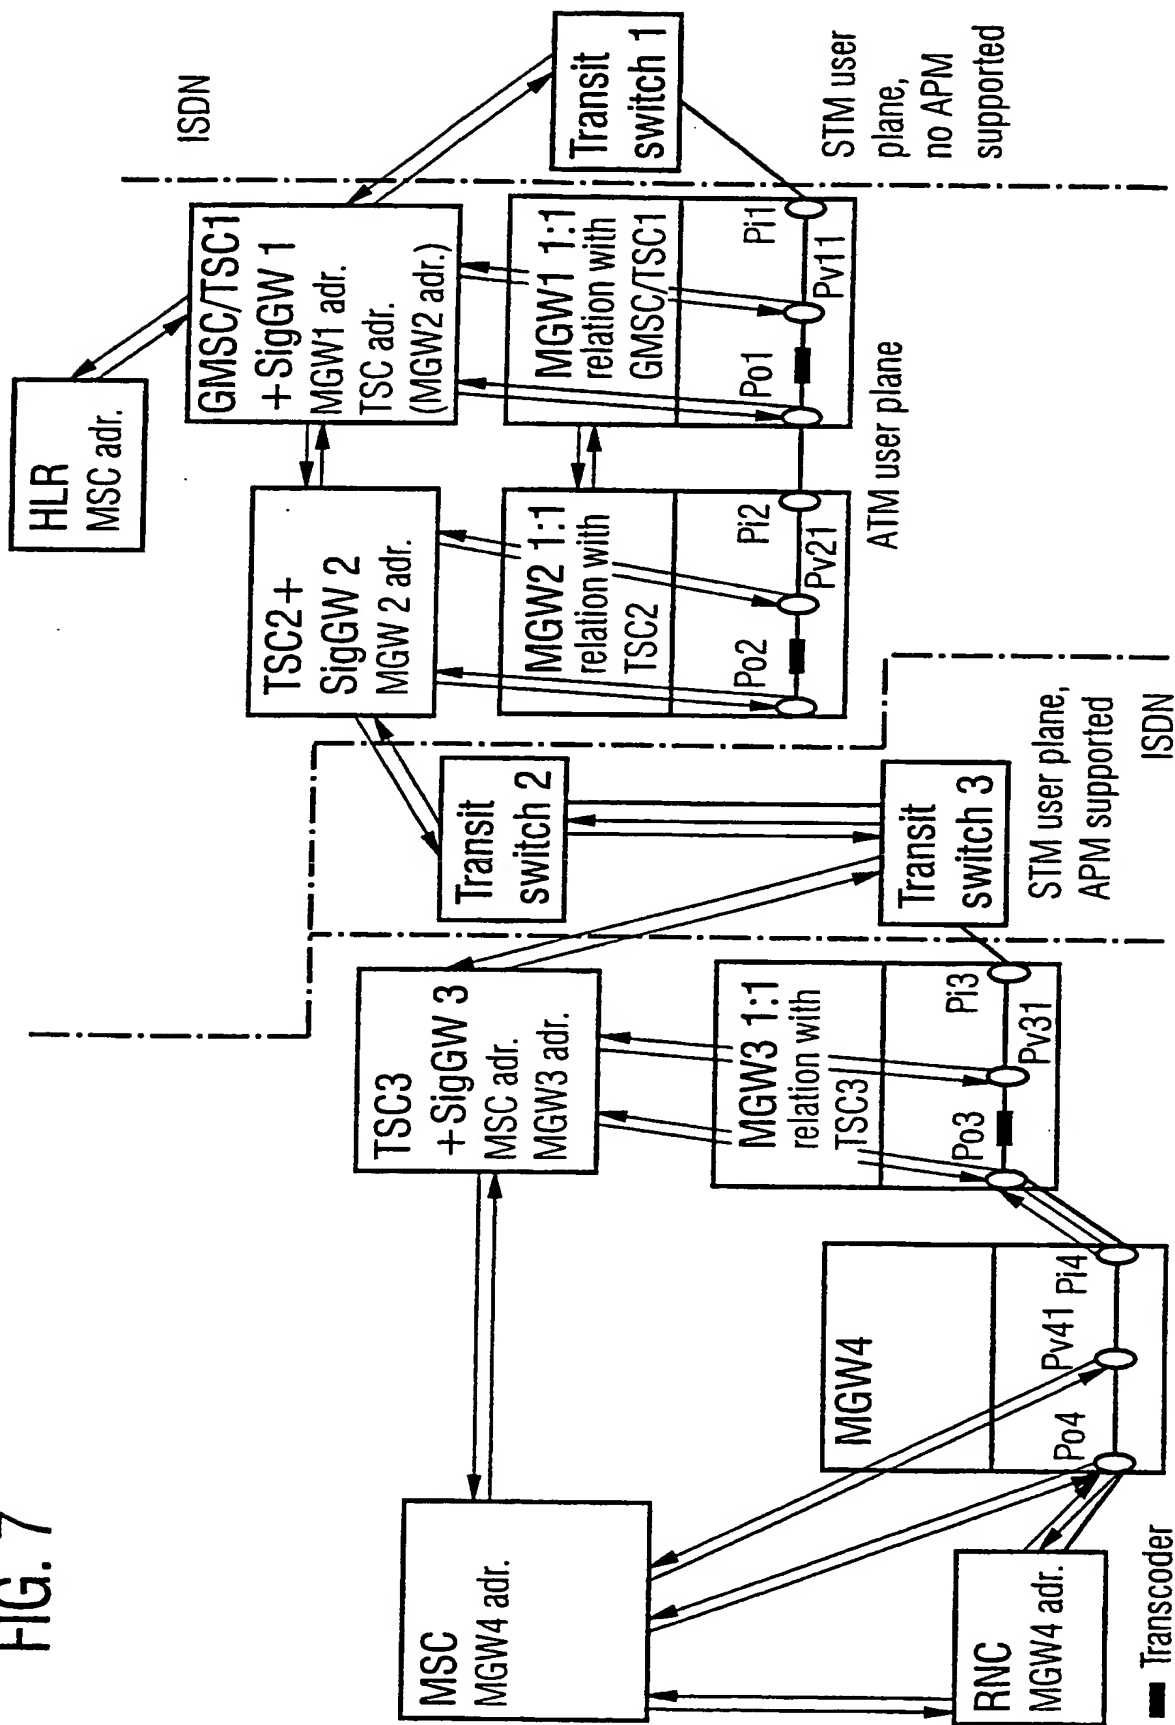 FIG. 7
HLR
MSC adr.
ISDN
GMSC/TSC1
+SigGW 1
MGW1 adr.
TSC adr.
(MGW2 adr.)
Transit
switch 1
TSC2+
SigGW 2
MGW 2 adr.
MGW1 1:1
relation with
GMSC/TSC1
Po1
Pv11
Pi1
STM user
plane,
no APM
supported
MGW2 1:1
relation with
TSC2
Po2
Pv21
Pi2
ATM user plane
Transit
switch 2
Transit
switch 3
STM user plane,
APM supported
ISDN
TSC3
+SigGW 3
MSC adr.
MGW3 adr.
MGW3 1:1
relation with
TSC3
Po3
Pv31
Pi3
MSC
MGW4 adr.
MGW4
Po4
Pv41
Pi4
RNC
MGW4 adr.
Transcoder